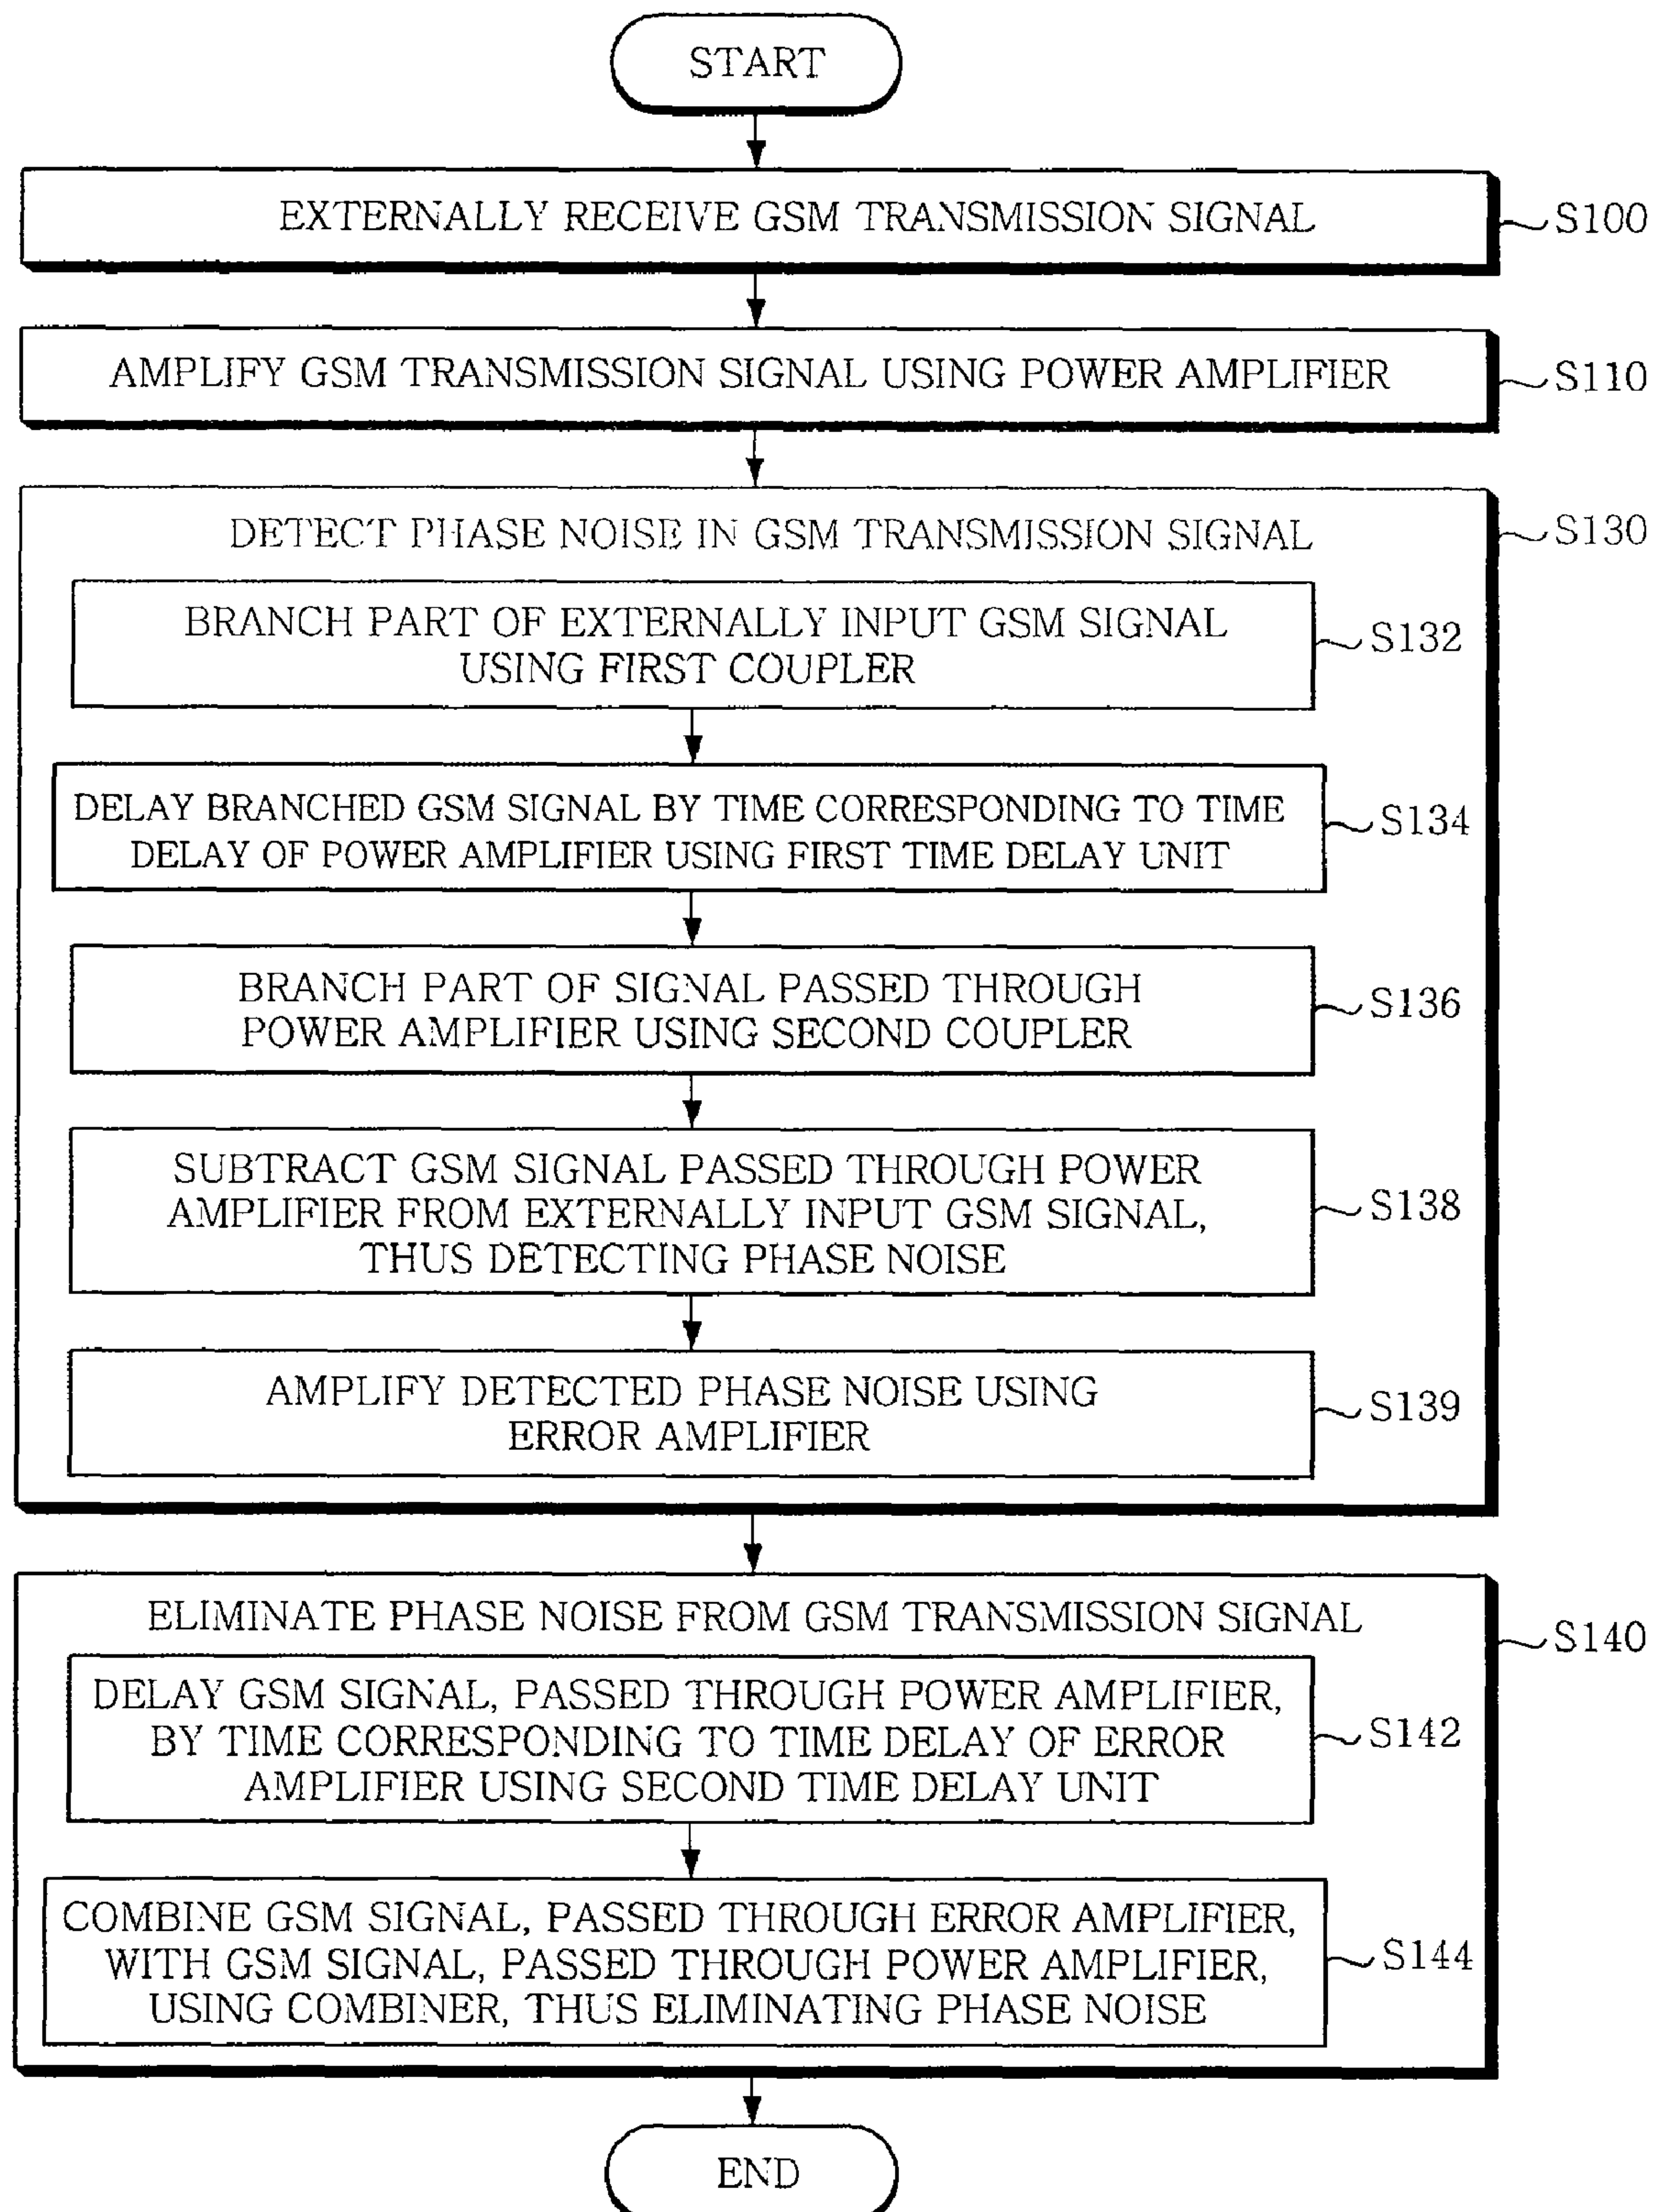 START
EXTERNALLY RECEIVE GSM TRANSMISSION SIGNAL
S100
AMPLIFY GSM TRANSMISSION SIGNAL USING POWER AMPLIFIER
S110
DETECT PHASE NOISE IN GSM TRANSMISSION SIGNAL
S130
BRANCH PART OF EXTERNALLY INPUT GSM SIGNAL
USING FIRST COUPLER
S132
DELAY BRANCHED GSM SIGNAL BY TIME CORRESPONDING TO TIME
DELAY OF POWER AMPLIFIER USING FIRST TIME DELAY UNIT
S134
BRANCH PART OF SIGNAL PASSED THROUGH
POWER AMPLIFIER USING SECOND COUPLER
S136
SUBTRACT GSM SIGNAL PASSED THROUGH POWER
AMPLIFIER FROM EXTERNALLY INPUT GSM SIGNAL,
THUS DETECTING PHASE NOISE
S138
AMPLIFY DETECTED PHASE NOISE USING
ERROR AMPLIFIER
S139
ELIMINATE PHASE NOISE FROM GSM TRANSMISSION SIGNAL
S140
DELAY GSM SIGNAL, PASSED THROUGH POWER AMPLIFIER,
BY TIME CORRESPONDING TO TIME DELAY OF ERROR
AMPLIFIER USING SECOND TIME DELAY UNIT
S142
COMBINE GSM SIGNAL, PASSED THROUGH ERROR AMPLIFIER,
WITH GSM SIGNAL, PASSED THROUGH POWER AMPLIFIER,
USING COMBINER, THUS ELIMINATING PHASE NOISE
S144
END